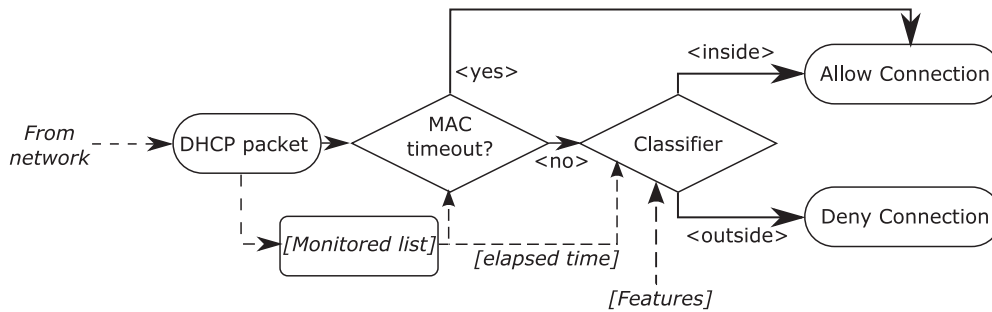 <yes>
<inside>
Allow Connection
From
network
DHCP packet
MAC
timeout?
<no>
Classifier
[Monitored list]
[elapsed time]
<outside>
Deny Connection
[Features]